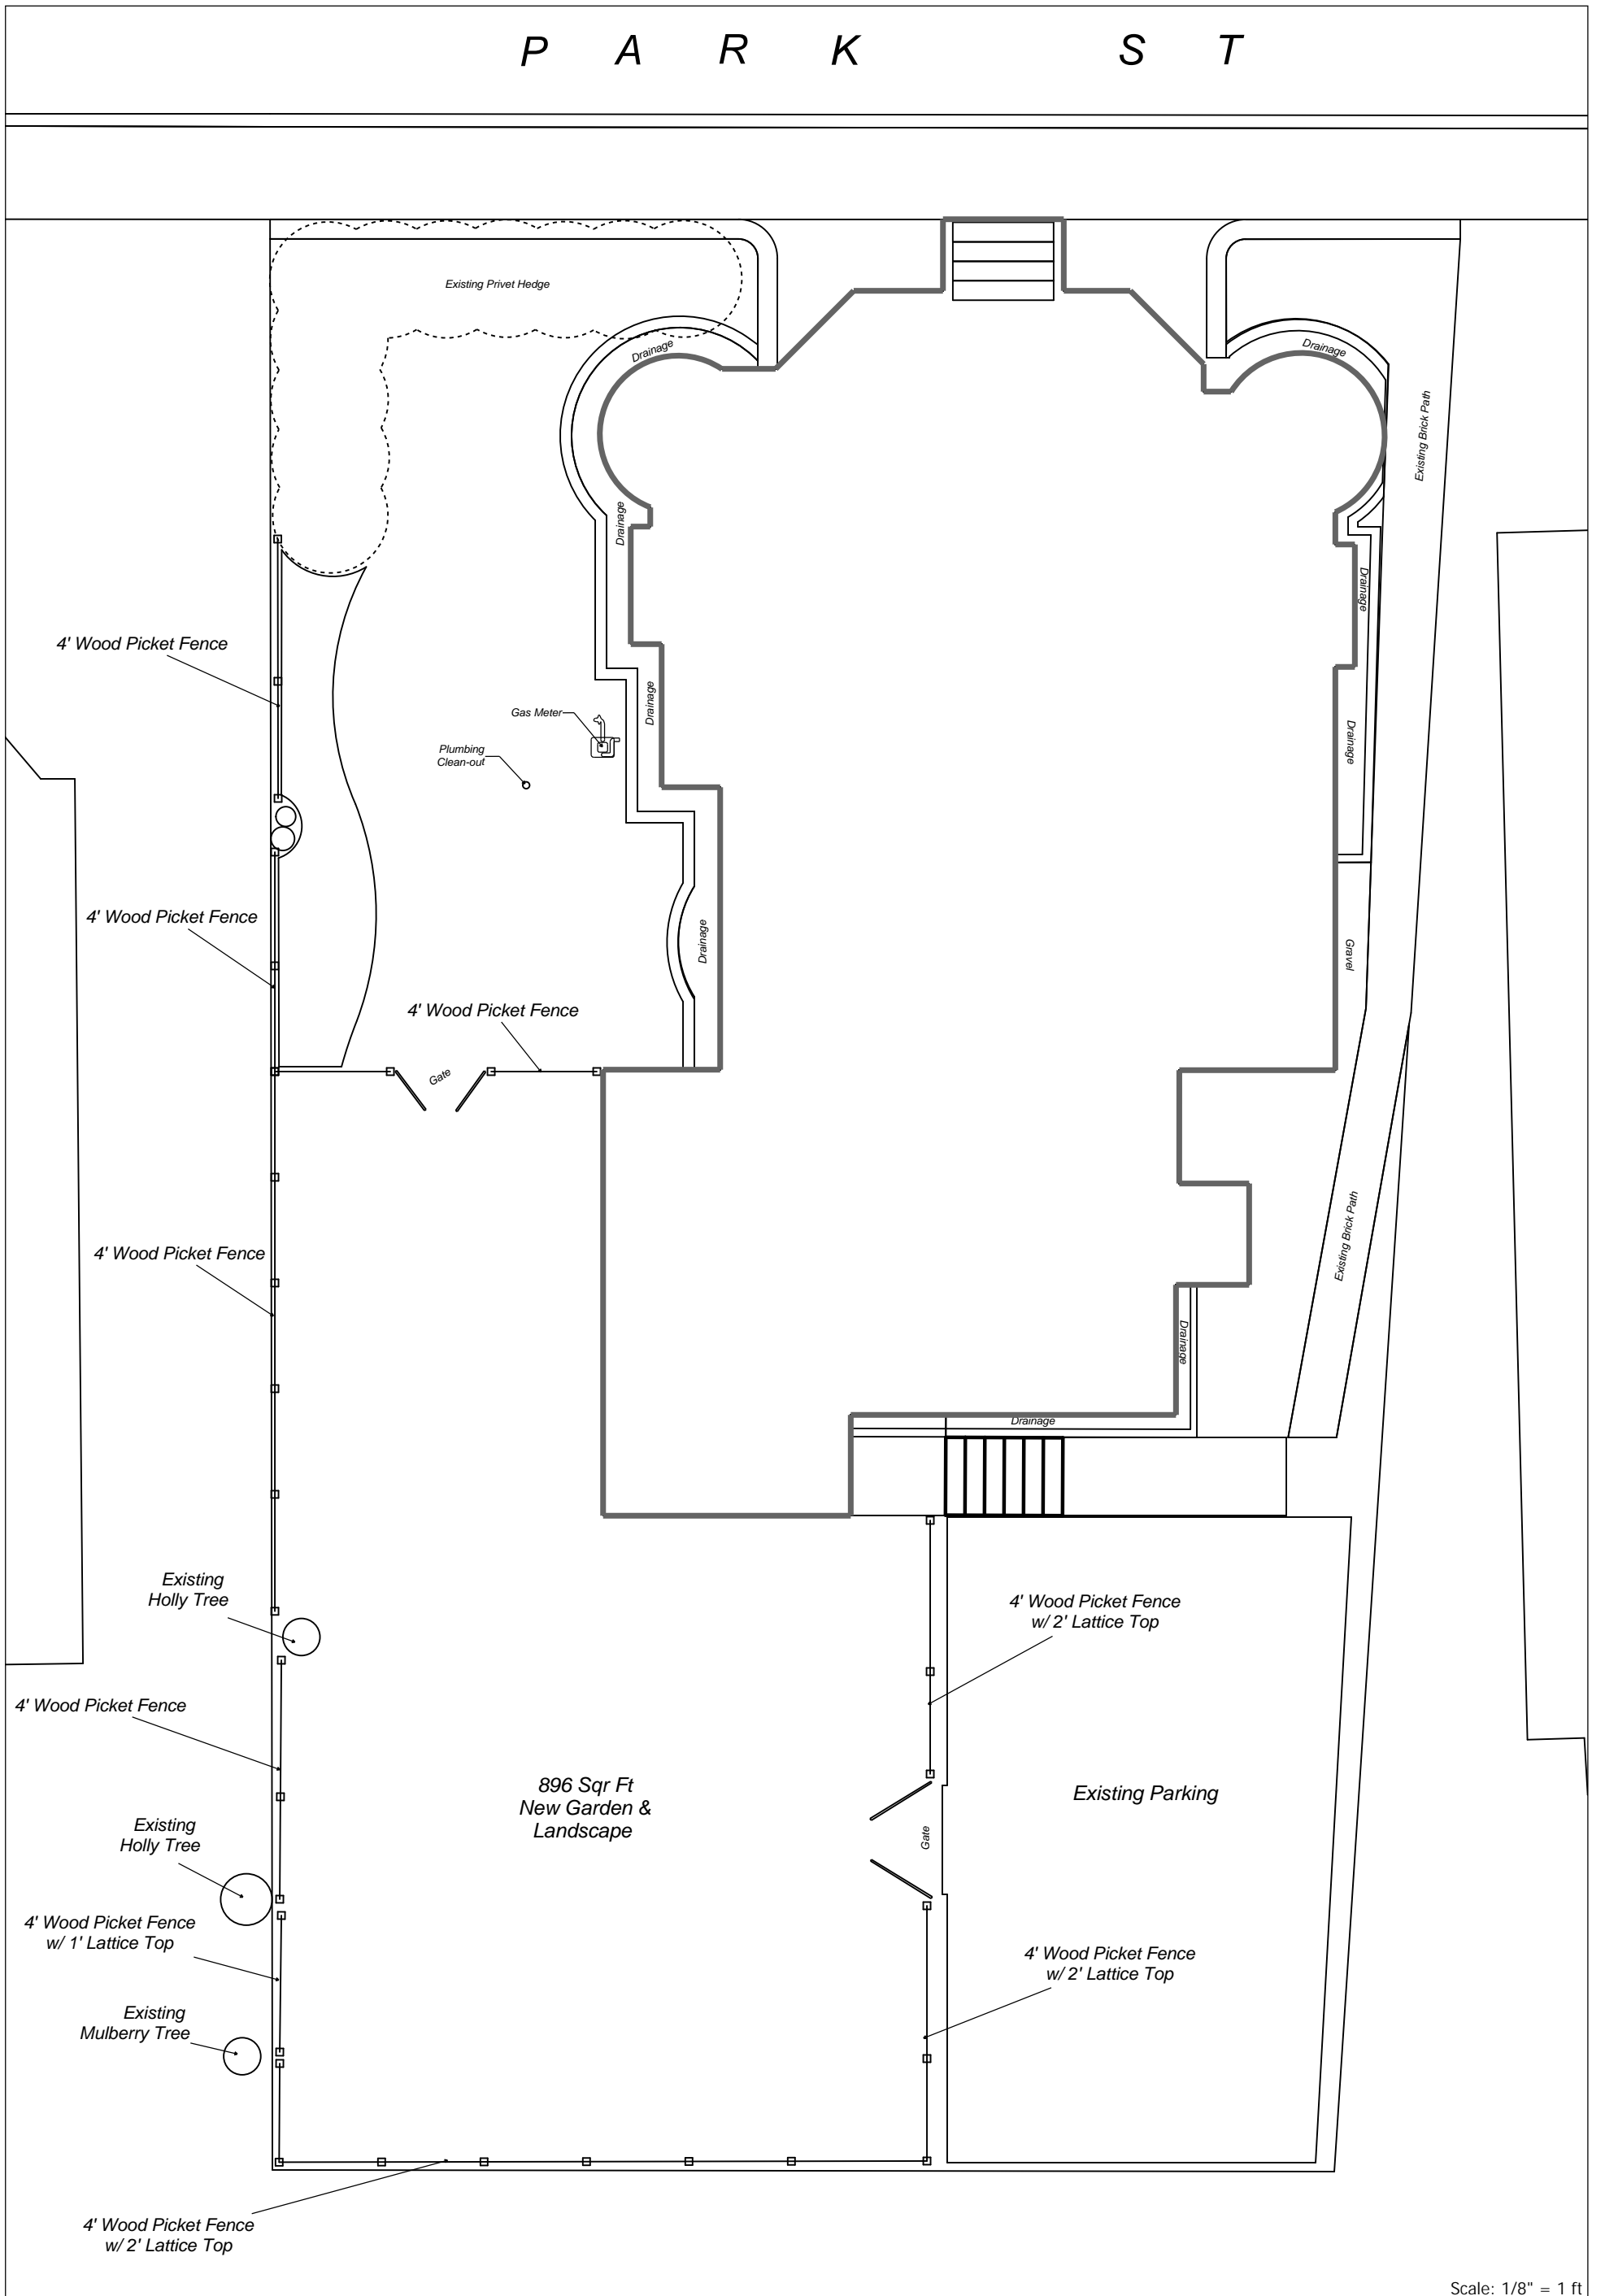 PARK ST
Existing Privet Hedge
Drainage
Drainage
Existing Brick Path
Drainage
Drainage
4' Wood Picket Fence
Drainage
Gas Meter
Drainage
Plumbing
Clean-out
4' Wood Picket Fence
Drainage
Gravel
4' Wood Picket Fence
Gate
4' Wood Picket Fence
Existing Brick Path
Drainage
Drainage
Existing
Holly Tree
4' Wood Picket Fence
w/ 2' Lattice Top
4' Wood Picket Fence
896 Sqr Ft
New Garden &
Landscape
Existing Parking
Gate
Existing
Holly Tree
4' Wood Picket Fence
w/ 1' Lattice Top
4' Wood Picket Fence
w/ 2' Lattice Top
Existing
Mulberry Tree
4' Wood Picket Fence
w/ 2' Lattice Top
Scale: 1/8" = 1 ft